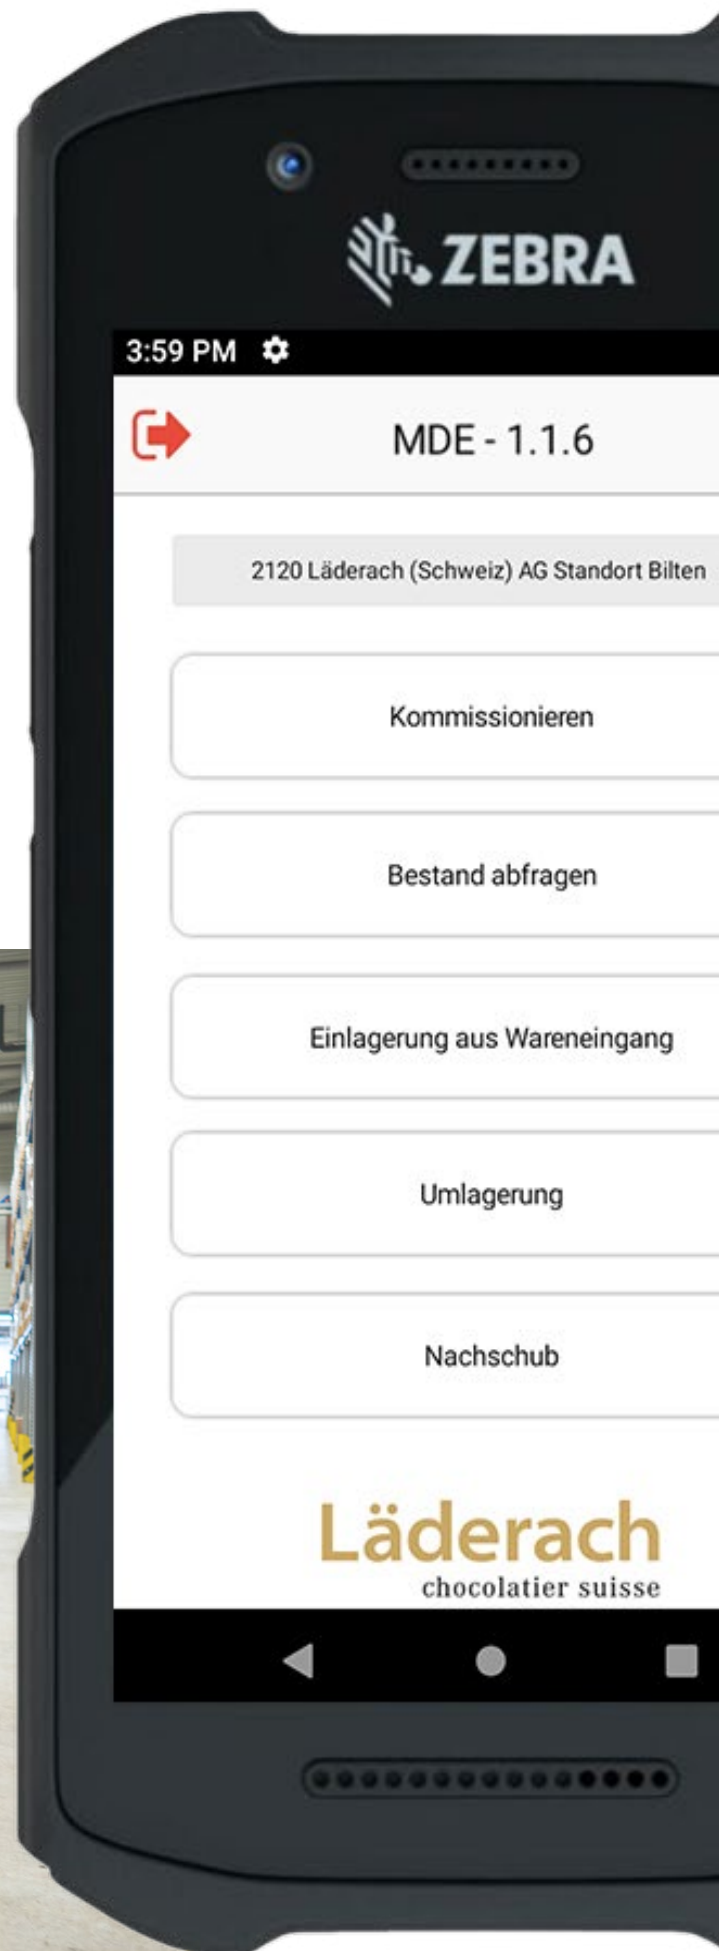 ZEBRA
3:59 PM
MDE - 1.1.6
2120 Läderach (Schweiz) AG Standort Bilten
Kommissionieren
Bestand abfragen
Einlagerung aus Wareneingang
Umlagerung
Nachschub
Läderach
chocolatier suisse